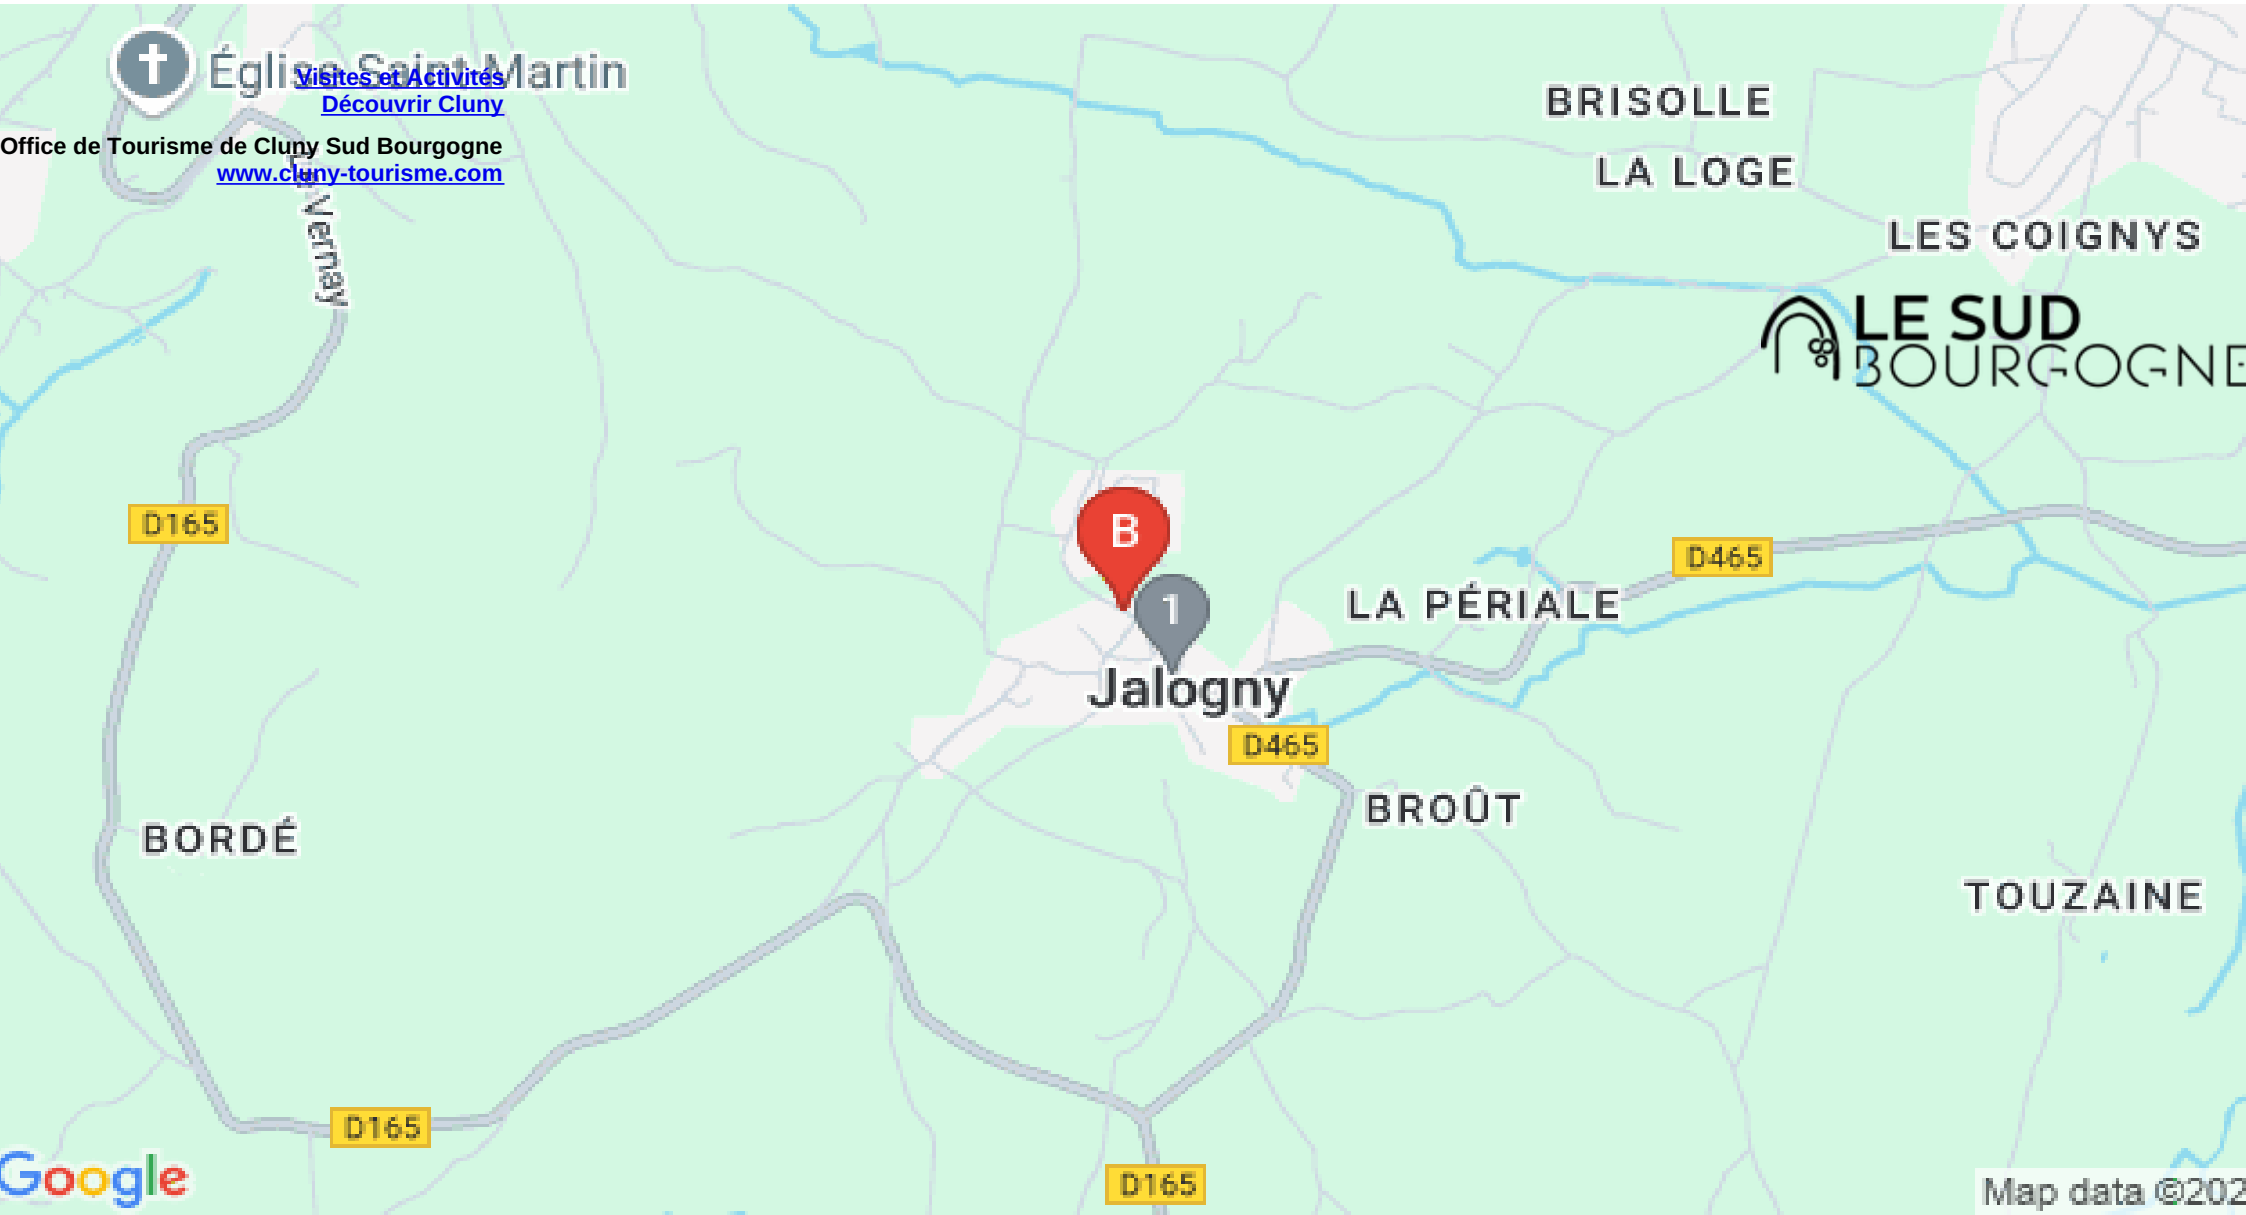 Église Saint-Martin
Visites et Activités
Découvrir Cluny
Office de Tourisme de Cluny Sud Bourgogne
www.cluny-tourisme.com
Vernay
BRISOLLE
LA LOGE
LES COIGNYS
LE SUD
BOURGOGNE
D165
B
D465
1
LA PÉRIALE
Jalogny
D465
BROÛT
BORDÉ
TOUZAINE
D165
D165
Google
Map data ©202